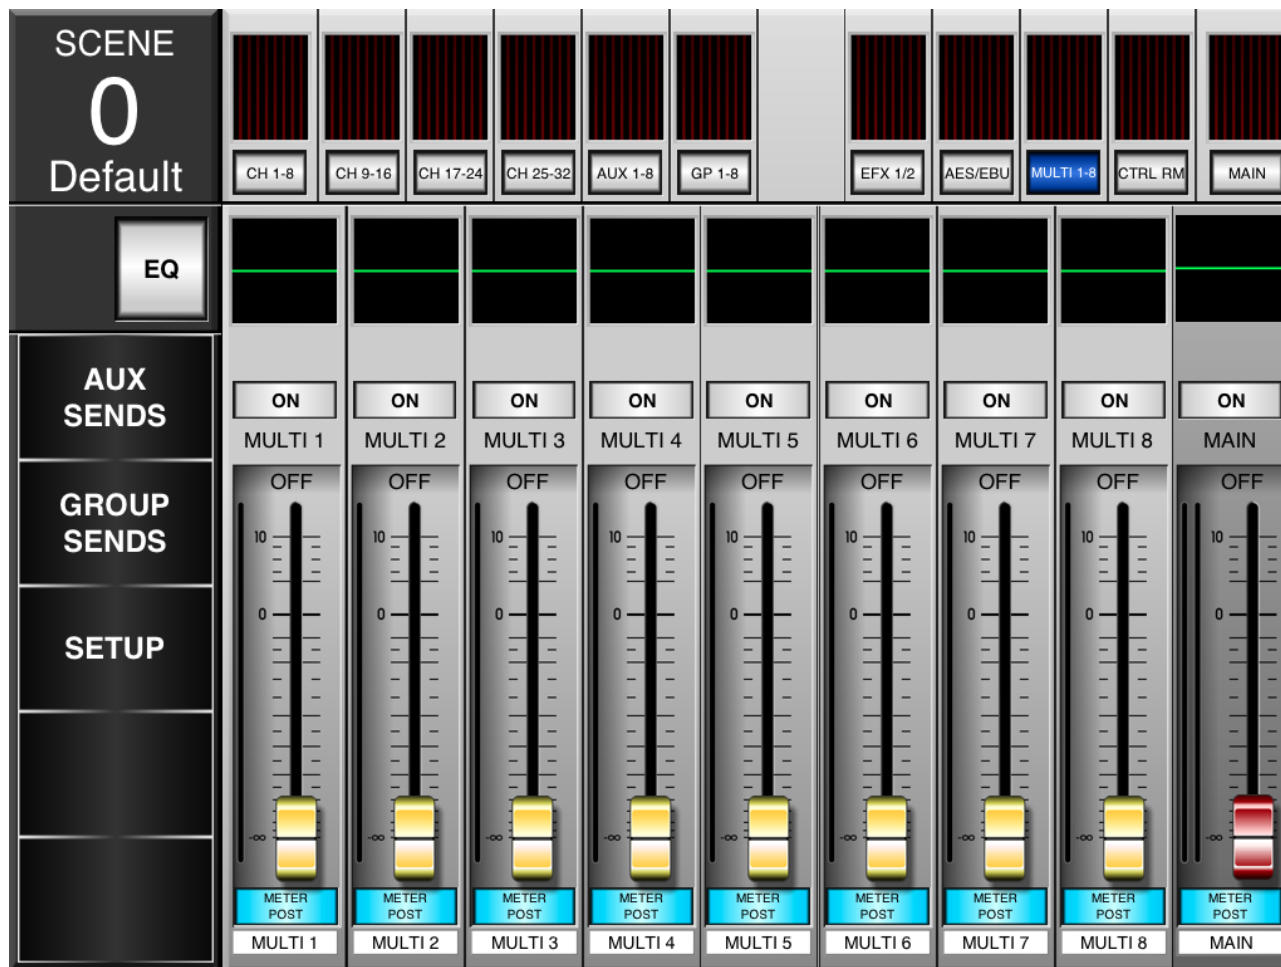 SCENE
0
Default
CH 1-8 CH 9-16 CH 17-24 CH 25-32 AUX 1-8 GP 1-8 EFX 1/2 AES/EBU MULTI 1-8 CTRL RM MAIN
EQ
AUX
SENDS
GROUP
SENDS
SETUP
ON ON ON ON ON ON ON ON ON
MULTI 1 MULTI 2 MULTI 3 MULTI 4 MULTI 5 MULTI 6 MULTI 7 MULTI 8 MAIN
OFF OFF OFF OFF OFF OFF OFF OFF OFF
10 10 10 10 10 10 10 10 10
0 0 0 0 0 0 0 0 0
-∞ -∞ -∞ -∞ -∞ -∞ -∞ -∞ -∞
METER METER METER METER METER METER METER METER METER
POST POST POST POST POST POST POST POST POST
MULTI 1 MULTI 2 MULTI 3 MULTI 4 MULTI 5 MULTI 6 MULTI 7 MULTI 8 MAIN